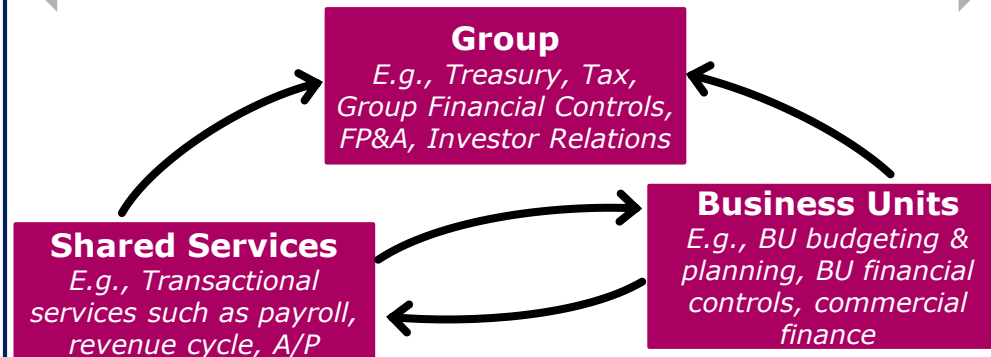 Group
E.g., Treasury, Tax,
Group Financial Controls,
FP&A, Investor Relations
Shared Services
E.g., Transactional
services such as payroll,
revenue cycle, A/P
Business Units
E.g., BU budgeting &
planning, BU financial
controls, commercial
finance